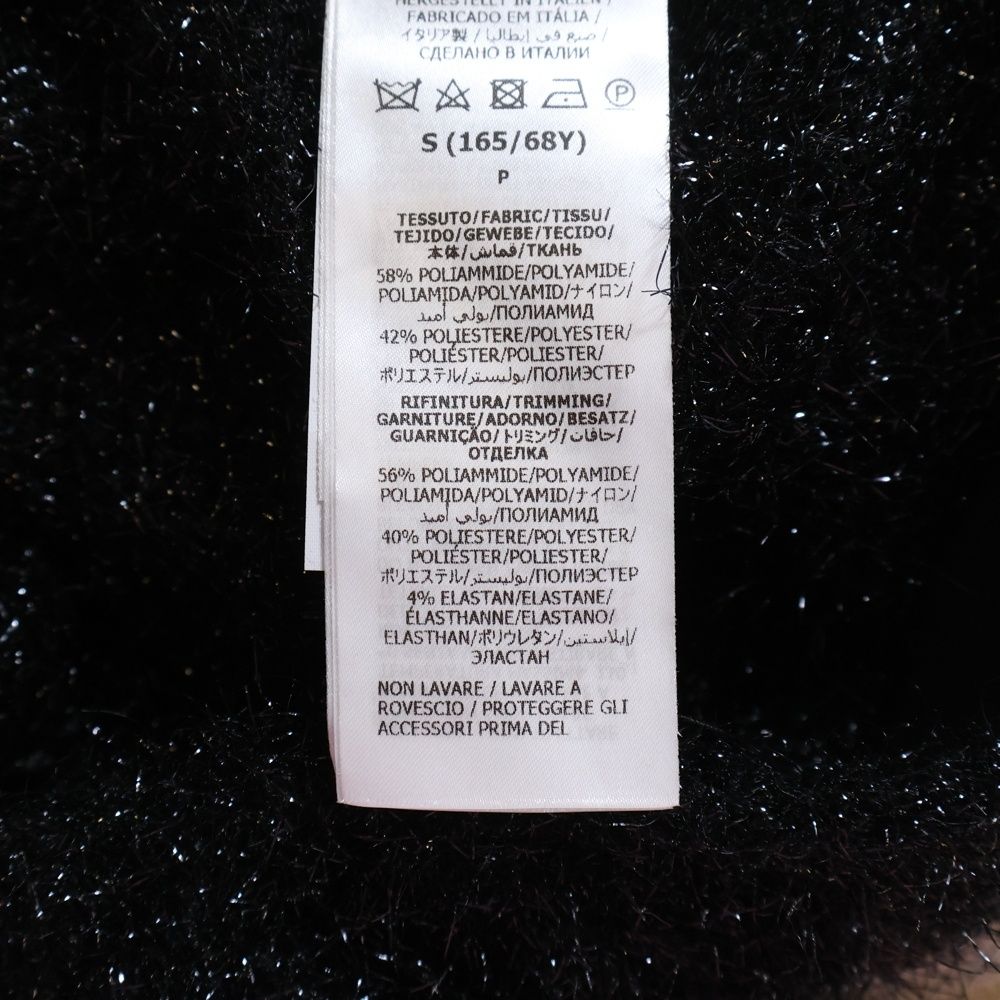 HERGESTELLT IN ITALIEN /
FABRICADO EM ITÁLIA /
イタリア製 / صنع في إيطاليا /
СДЕЛАНО В ИТАЛИИ
P
S (165/68Y)
P
TESSUTO/FABRIC/TISSU/
TEJIDO/GEWEBE/TECIDO/
本体/قماش/ТКАНЬ
58% POLIAMMIDE/POLYAMIDE/
POLIAMIDA/POLYAMID/ナイロン/
بولي أميد/ПОЛИАМИД
42% POLIESTERE/POLYESTER/
POLIÉSTER/POLIESTER/
ポリエステル/بوليستر/ПОЛИЭСТЕР
RIFINITURA/TRIMMING/
GARNITURE/ADORNO/BESATZ/
GUARNIÇÃO/トリミング/حافات/
ОТДЕЛКА
56% POLIAMMIDE/POLYAMIDE/
POLIAMIDA/POLYAMID/ナイロン/
بولي أميد/ПОЛИАМИД
40% POLIESTERE/POLYESTER/
POLIÉSTER/POLIESTER/
ポリエステル/بوليستر/ПОЛИЭСТЕР
4% ELASTAN/ELASTANE/
ÉLASTHANNE/ELASTANO/
ELASTHAN/ポリウレタン/إيلاستين/
ЭЛАСТАН
NON LAVARE / LAVARE A
ROVESCIO / PROTEGGERE GLI
ACCESSORI PRIMA DEL